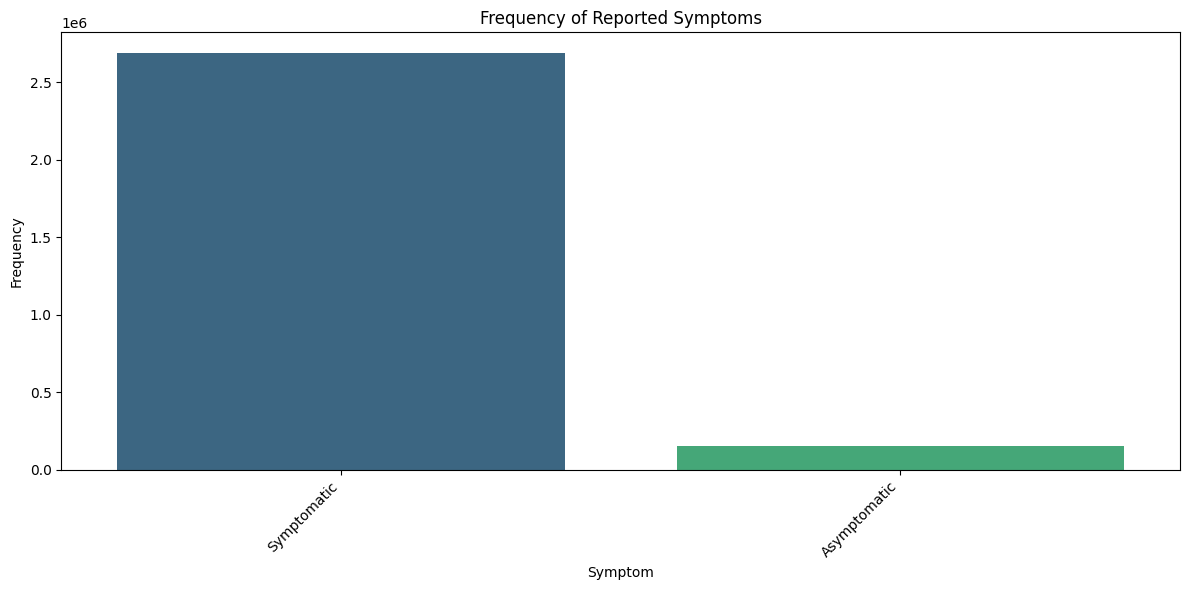 Frequency of Reported Symptoms
1e6
2.5
2.0
1.5
1.0
0.5
0.0
Frequency
Symptomatic
Asymptomatic
Symptom